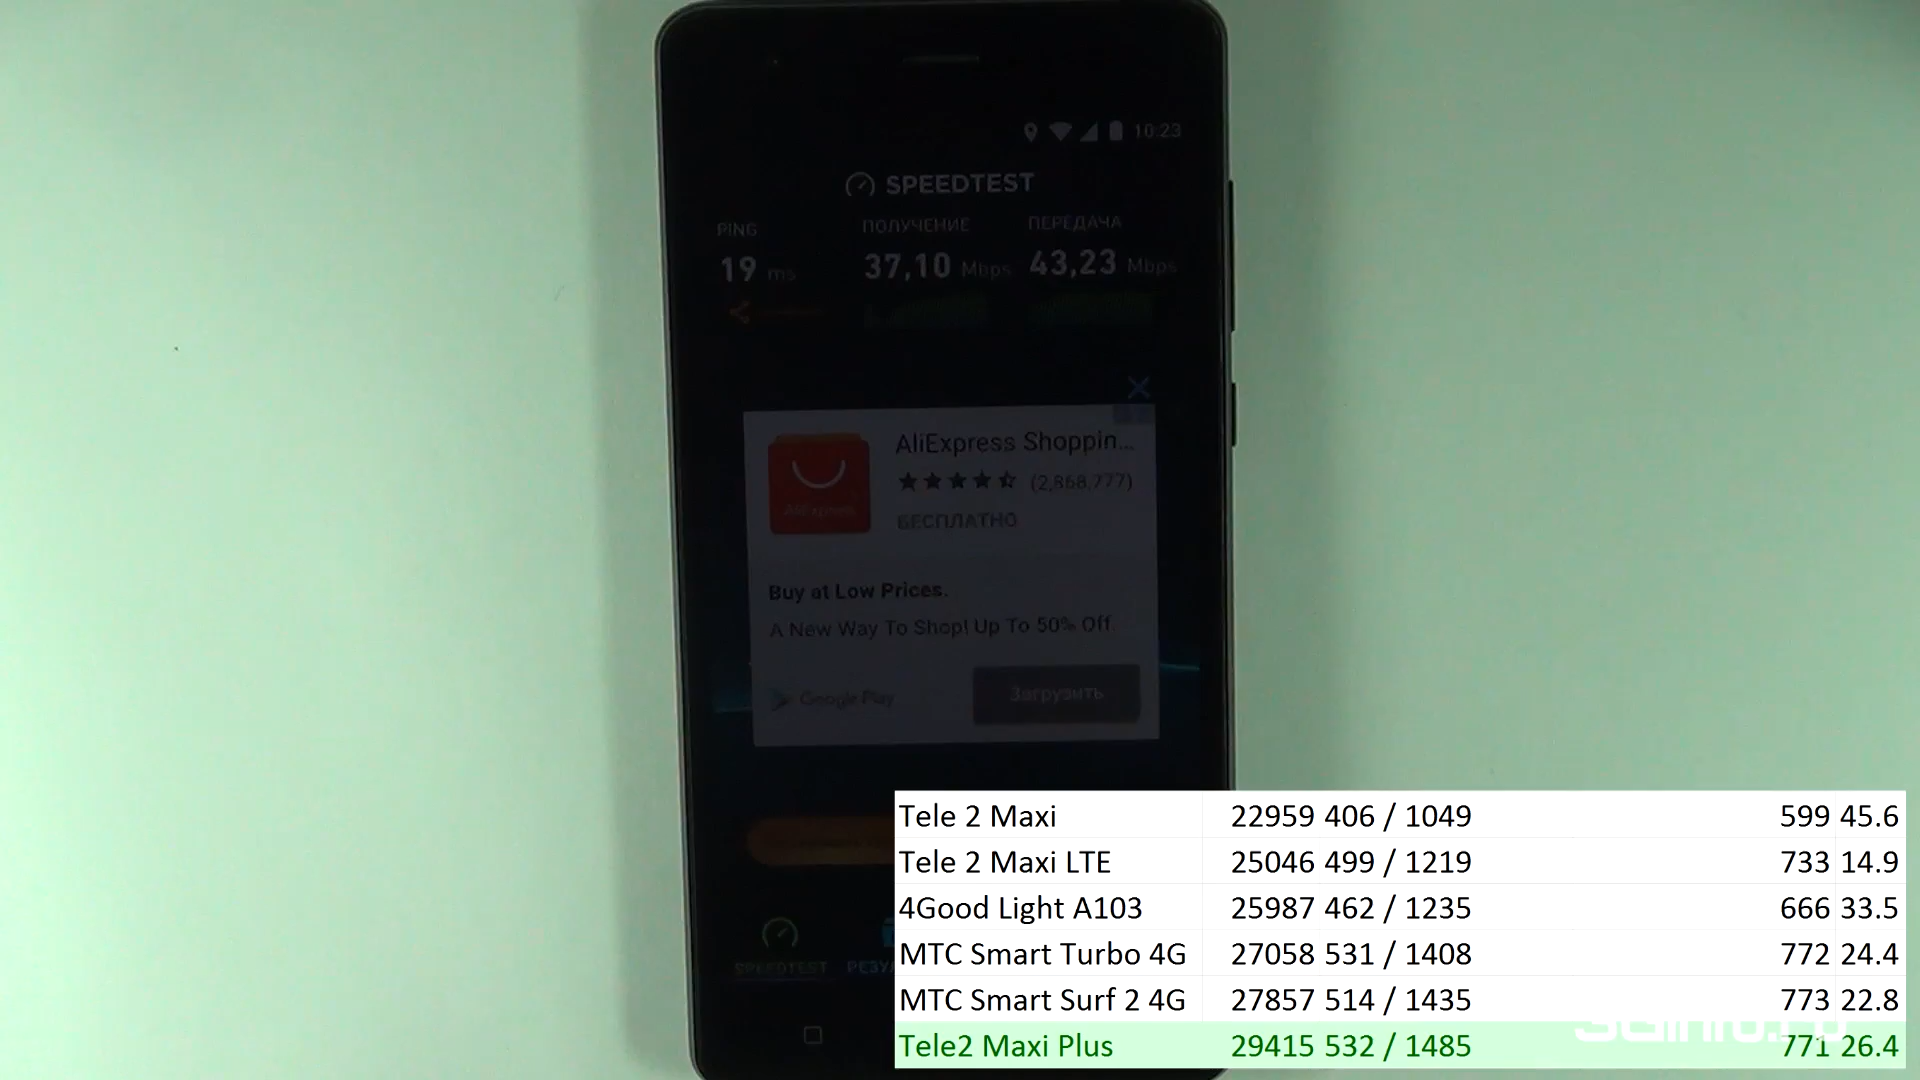 10:23
SPEEDTEST
PING ПОЛУЧЕНИЕ ПЕРЕДАЧА
19 ms 37,10 Mbps 43,23 Mbps
AliExpress Shoppin...
(2,868,777)
AliExpress
БЕСПЛАТНО
Buy at Low Prices.
A New Way To Shop! Up To 50% Off.
Google Play Загрузить
SPEEDTEST
Tele 2 Maxi 22959 406 / 1049 599 45.6
Tele 2 Maxi LTE 25046 499 / 1219 733 14.9
4Good Light A103 25987 462 / 1235 666 33.5
MTC Smart Turbo 4G 27058 531 / 1408 772 24.4
MTC Smart Surf 2 4G 27857 514 / 1435 773 22.8
Tele2 Maxi Plus 29415 532 / 1485 771 26.4